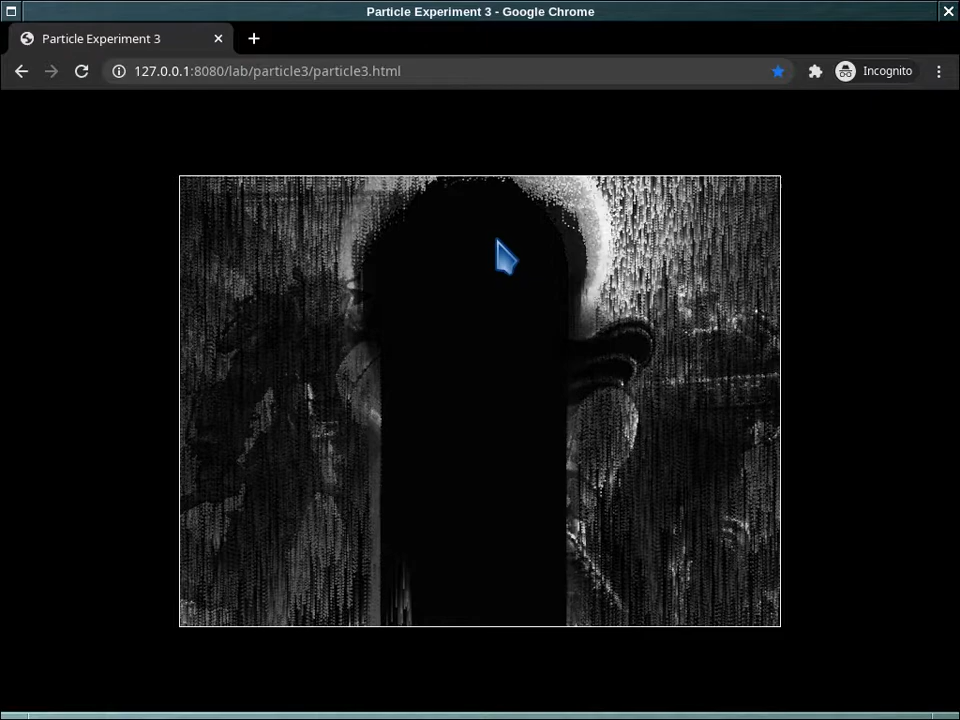 Particle Experiment 3 - Google Chrome
Particle Experiment 3
127.0.0.1:8080/lab/particle3/particle3.html
Incognito